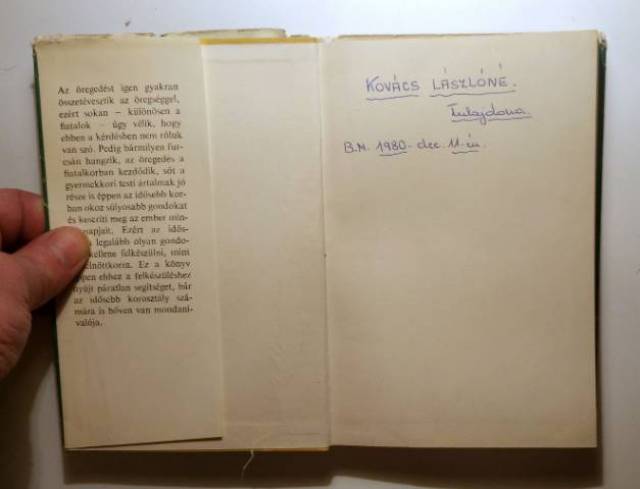 Az öregedést igen gyakran
összetévesztik az öregséggel,
ezért sokan – különösen a
fiatalok – úgy vélik, hogy
ebben a kérdésben nem róluk
van szó. Pedig bármilyen fur-
csán hangzik, az öregedés a
fiatalkorban kezdődik, sőt a
gyermekkori testi ártalmak jó
része is éppen az idősebb kor-
ban okoz súlyosabb gondokat
és keseríti meg az ember min-
napjait. Ezért az idős-
legalább olyan gondo-
kellene felkészülni, mint
elnőttkorra. Ez a könyv
pen ehhez a felkészüléshez
nyújt páratlan segítséget, bár
az idősebb korosztály szá-
mára is bőven van mondani-
valója.
KOVÁCS LÁSZLÓNÉ.
Tulajdona
B.M. 1980. dec. 11-én.